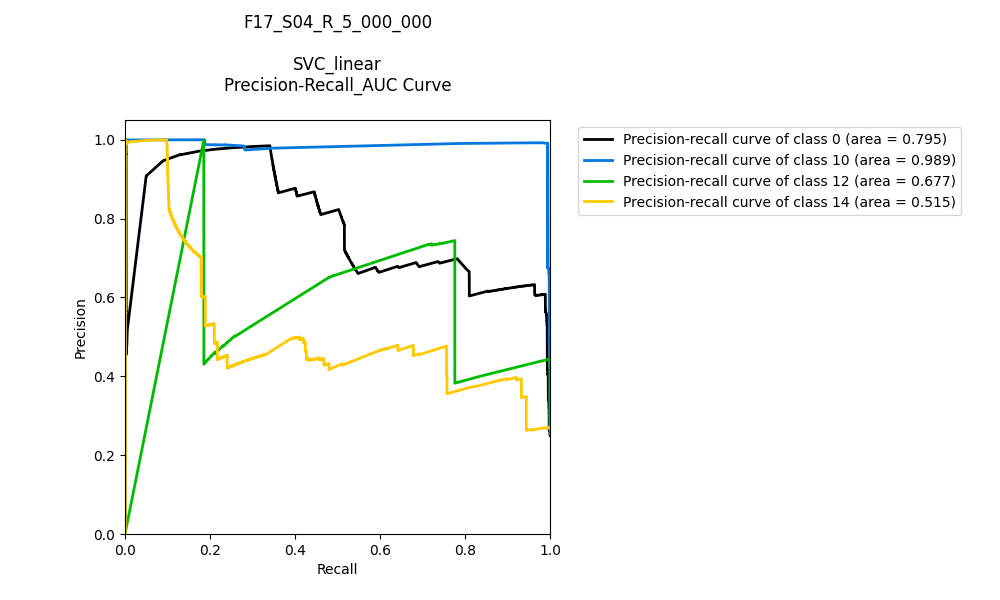 F17_S04_R_5_000_000
SVC_linear
Precision-Recall_AUC Curve
Precision-recall curve of class 0 (area = 0.795)
Precision-recall curve of class 10 (area = 0.989)
Precision-recall curve of class 12 (area = 0.677)
Precision-recall curve of class 14 (area = 0.515)
1.0
0.8
0.6
0.4
0.2
0.0
Precision
0.0 0.2 0.4 0.6 0.8 1.0
Recall